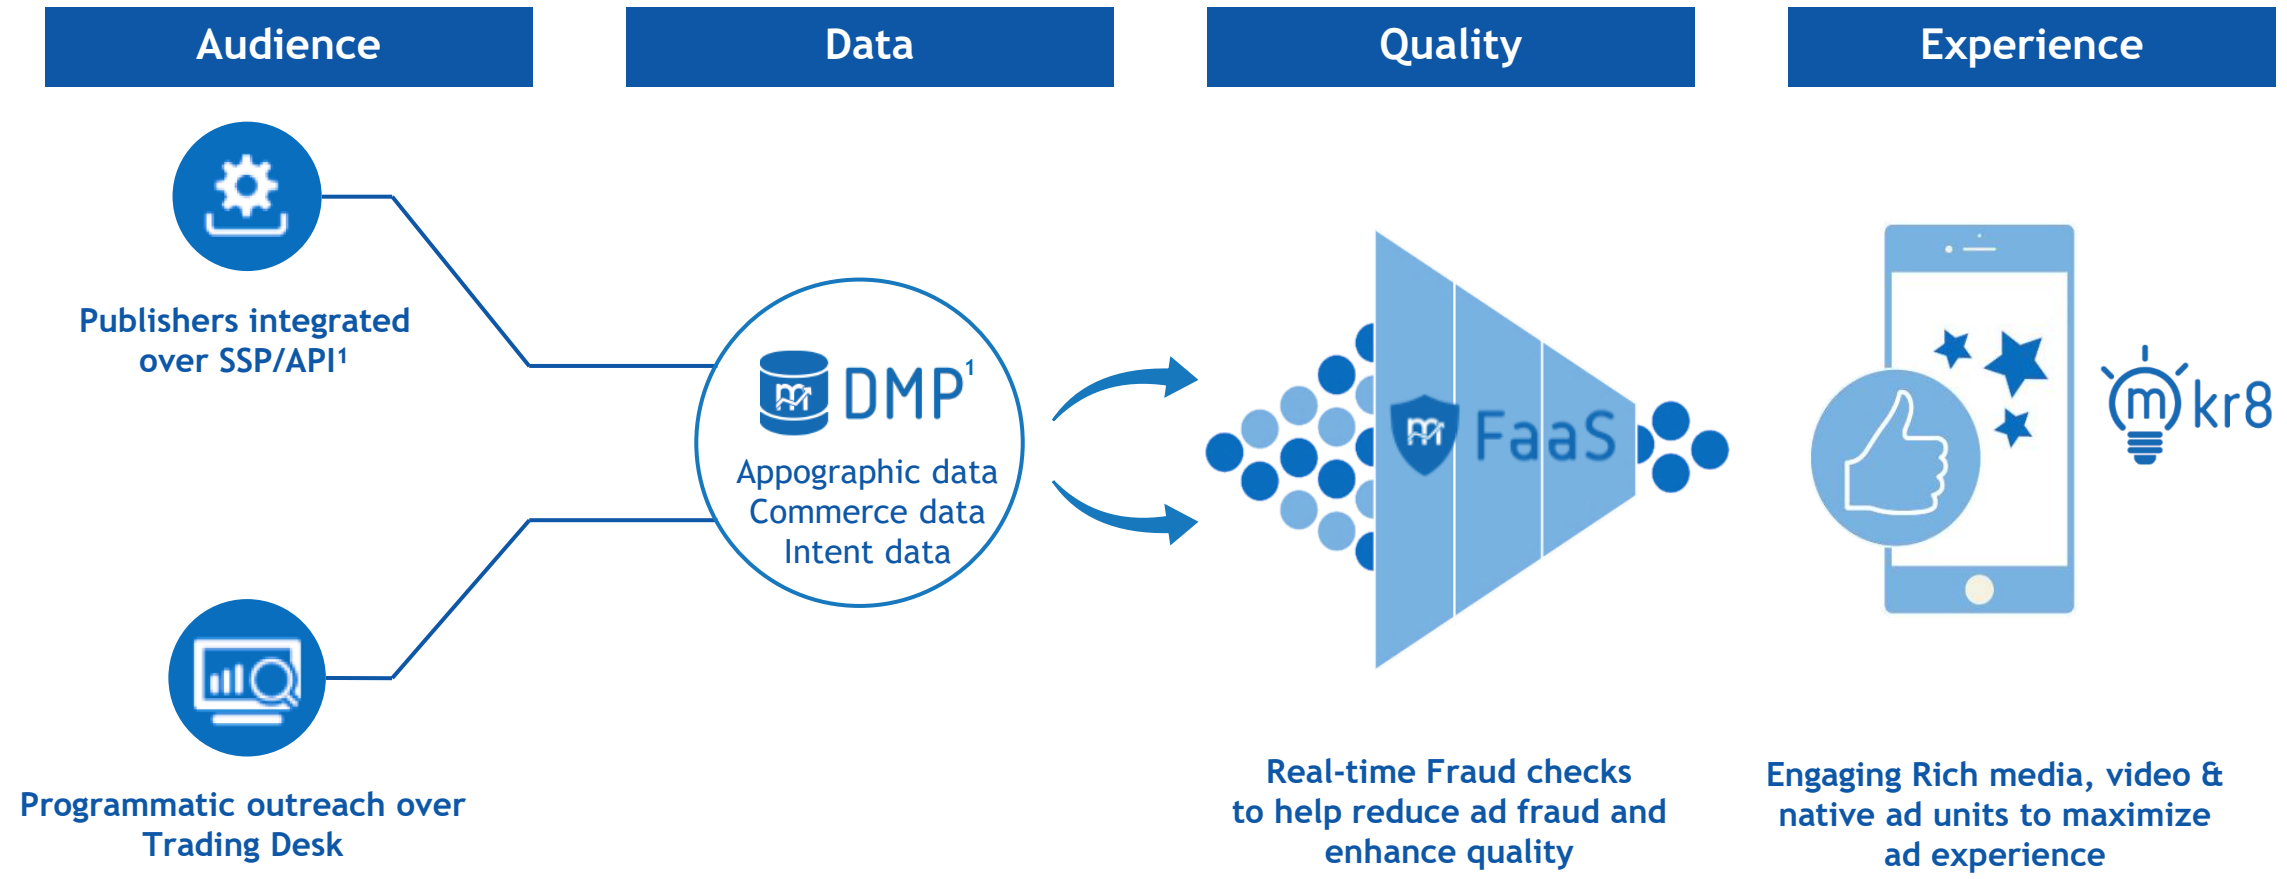 Audience
Data
Quality
Experience
Publishers integrated
over SSP/API¹
Programmatic outreach over
Trading Desk
m DMP¹
Appographic data
Commerce data
Intent data
m FaaS
Real-time Fraud checks
to help reduce ad fraud and
enhance quality
m kr8
Engaging Rich media, video &
native ad units to maximize
ad experience